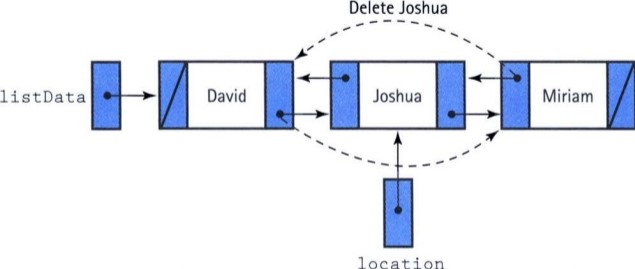 Delete Joshua
listData
David
Joshua
Miriam
location